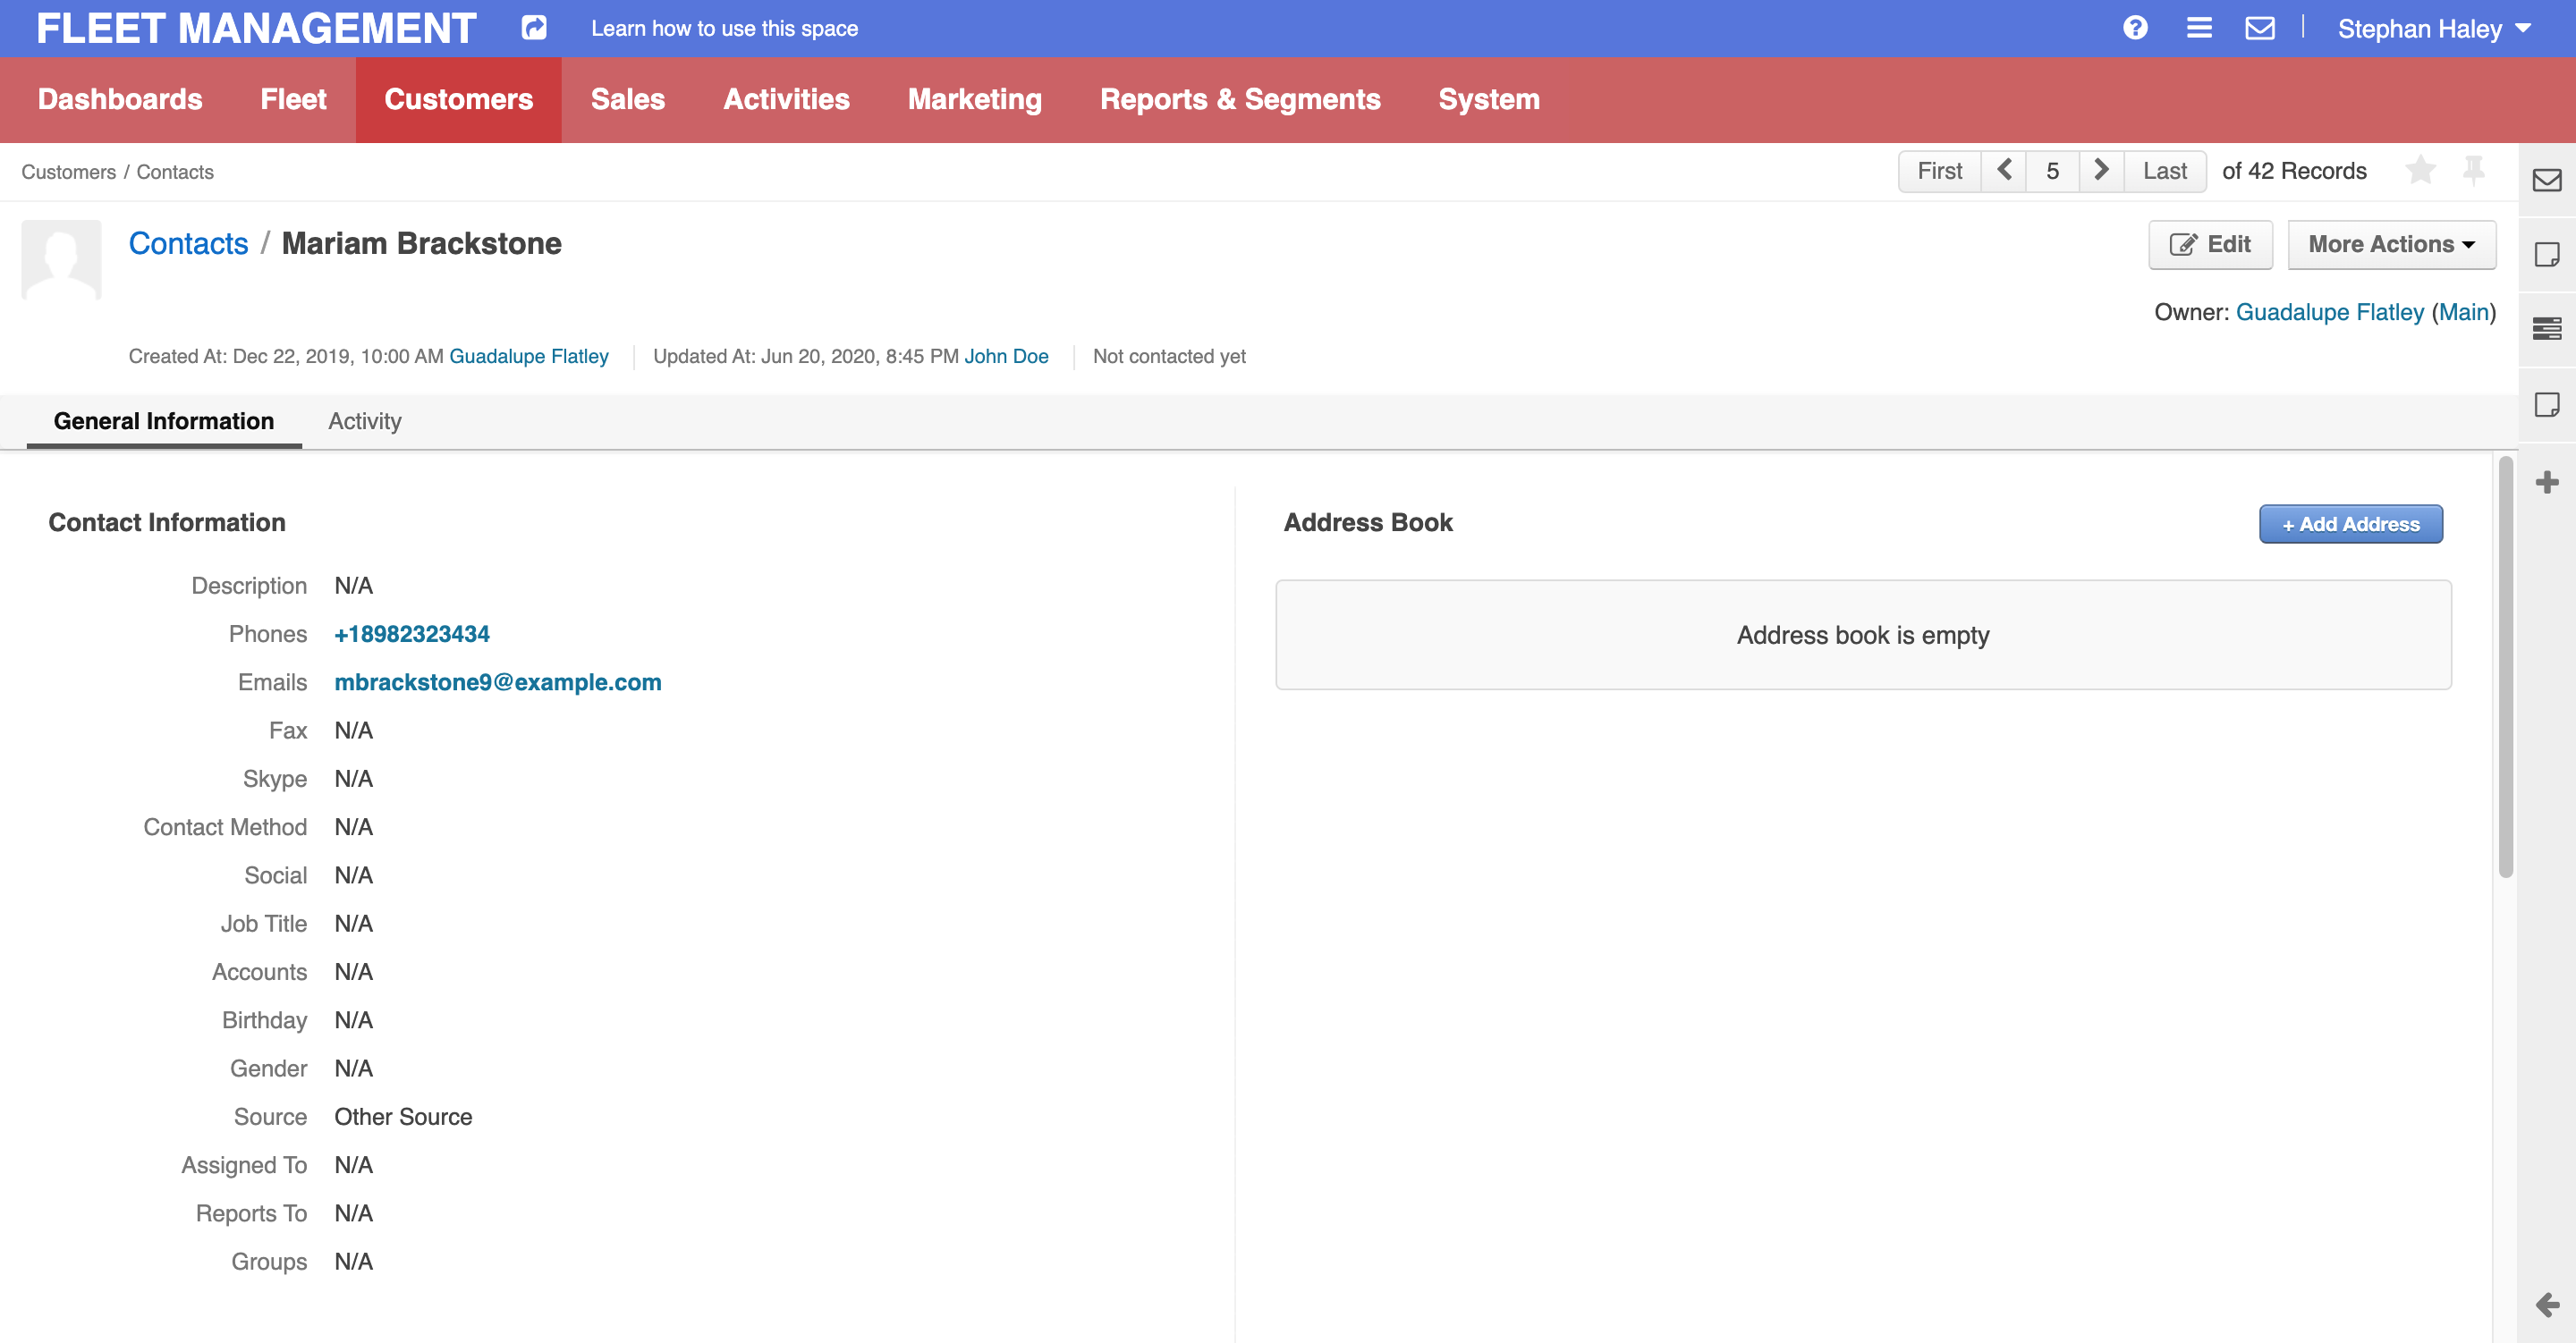 FLEET MANAGEMENT Learn how to use this space Stephan Haley
Dashboards Fleet Customers Sales Activities Marketing Reports & Segments System
Customers / Contacts First 5 Last of 42 Records
Contacts / Mariam Brackstone Edit More Actions
Owner: Guadalupe Flatley (Main)
Created At: Dec 22, 2019, 10:00 AM Guadalupe Flatley Updated At: Jun 20, 2020, 8:45 PM John Doe Not contacted yet
General Information Activity
Contact Information
Description N/A
Phones +18982323434
Emails mbrackstone9@example.com
Fax N/A
Skype N/A
Contact Method N/A
Social N/A
Job Title N/A
Accounts N/A
Birthday N/A
Gender N/A
Source Other Source
Assigned To N/A
Reports To N/A
Groups N/A
Address Book + Add Address
Address book is empty